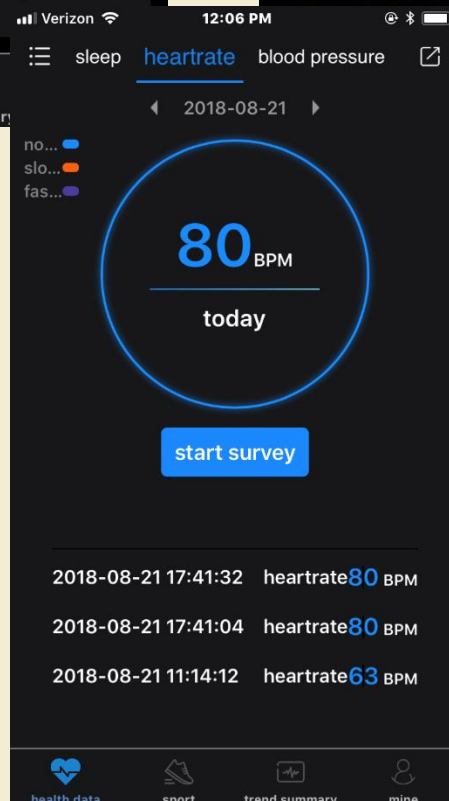 Verizon 12:06 PM
sleep heartrate blood pressure
2018-08-21
no...
slo...
fas...
80 BPM
today
start survey
2018-08-21 17:41:32 heartrate80 BPM
2018-08-21 17:41:04 heartrate80 BPM
2018-08-21 11:14:12 heartrate63 BPM
health data sport trend summary mine